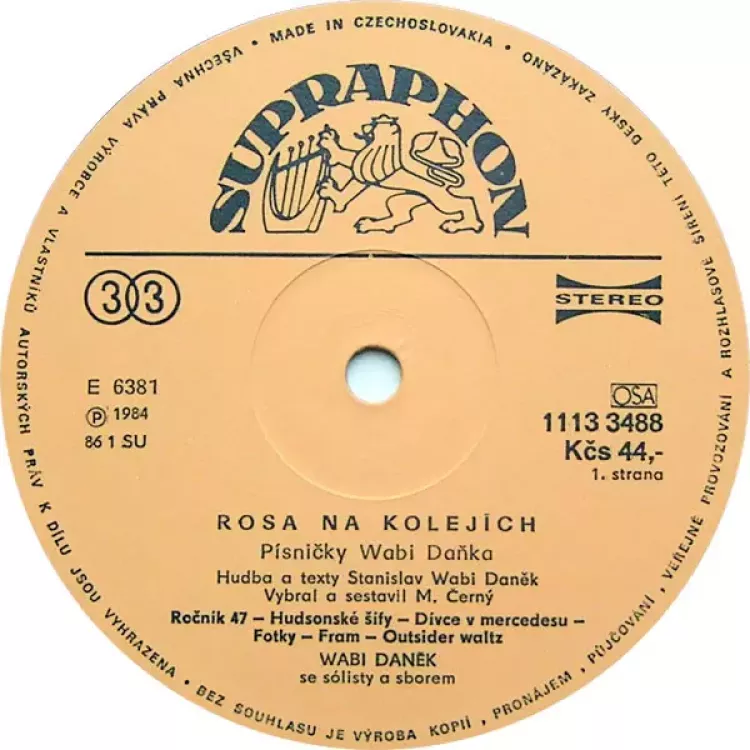 VŠECHNA PRÁVA VÝROBCE A VLASTNÍKŮ AUTORSKÝCH PRÁV K DÍLU JSOU VYHRAZENA • BEZ SOUHLASU JE VÝROBA KOPIÍ, PRONÁJEM, PŮJČOVÁNÍ, VEŘEJNÉ PROVOZOVÁNÍ A ROZHLASOVÉ ŠÍŘENÍ TÉTO DESKY ZAKÁZÁNO • MADE IN CZECHOSLOVAKIA •
SUPRAPHON
33
STEREO
E 6381
Ⓟ 1984
86 1 SU
OSA
1113 3488
Kčs 44,-
1. strana
ROSA NA KOLEJÍCH
Písničky Wabi Daňka
Hudba a texty Stanislav Wabi Daněk
Vybral a sestavil M. Černý
Ročník 47 – Hudsonské šífy – Dívce v mercedesu –
Fotky – Fram – Outsider waltz
WABI DANĚK
se sólisty a sborem